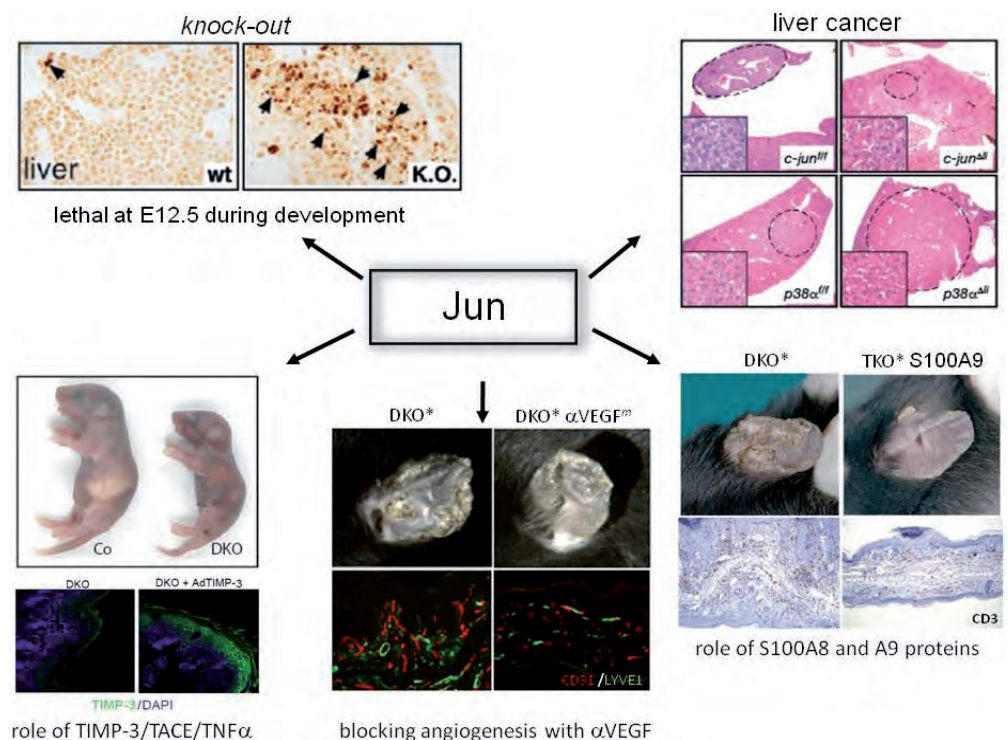 knock-out
liver
wt
K.O.
lethal at E12.5 during development
liver cancer
c-jun^f/f
c-jun^Δli
p38α^f/f
p38α^Δli
Jun
Co
DKO
DKO
DKO + AdTIMP-3
TIMP-3/DAPI
role of TIMP-3/TACE/TNFα
DKO*
DKO* αVEGF^m
CD31/LYVE1
blocking angiogenesis with αVEGF
DKO*
TKO* S100A9
CD3
role of S100A8 and A9 proteins